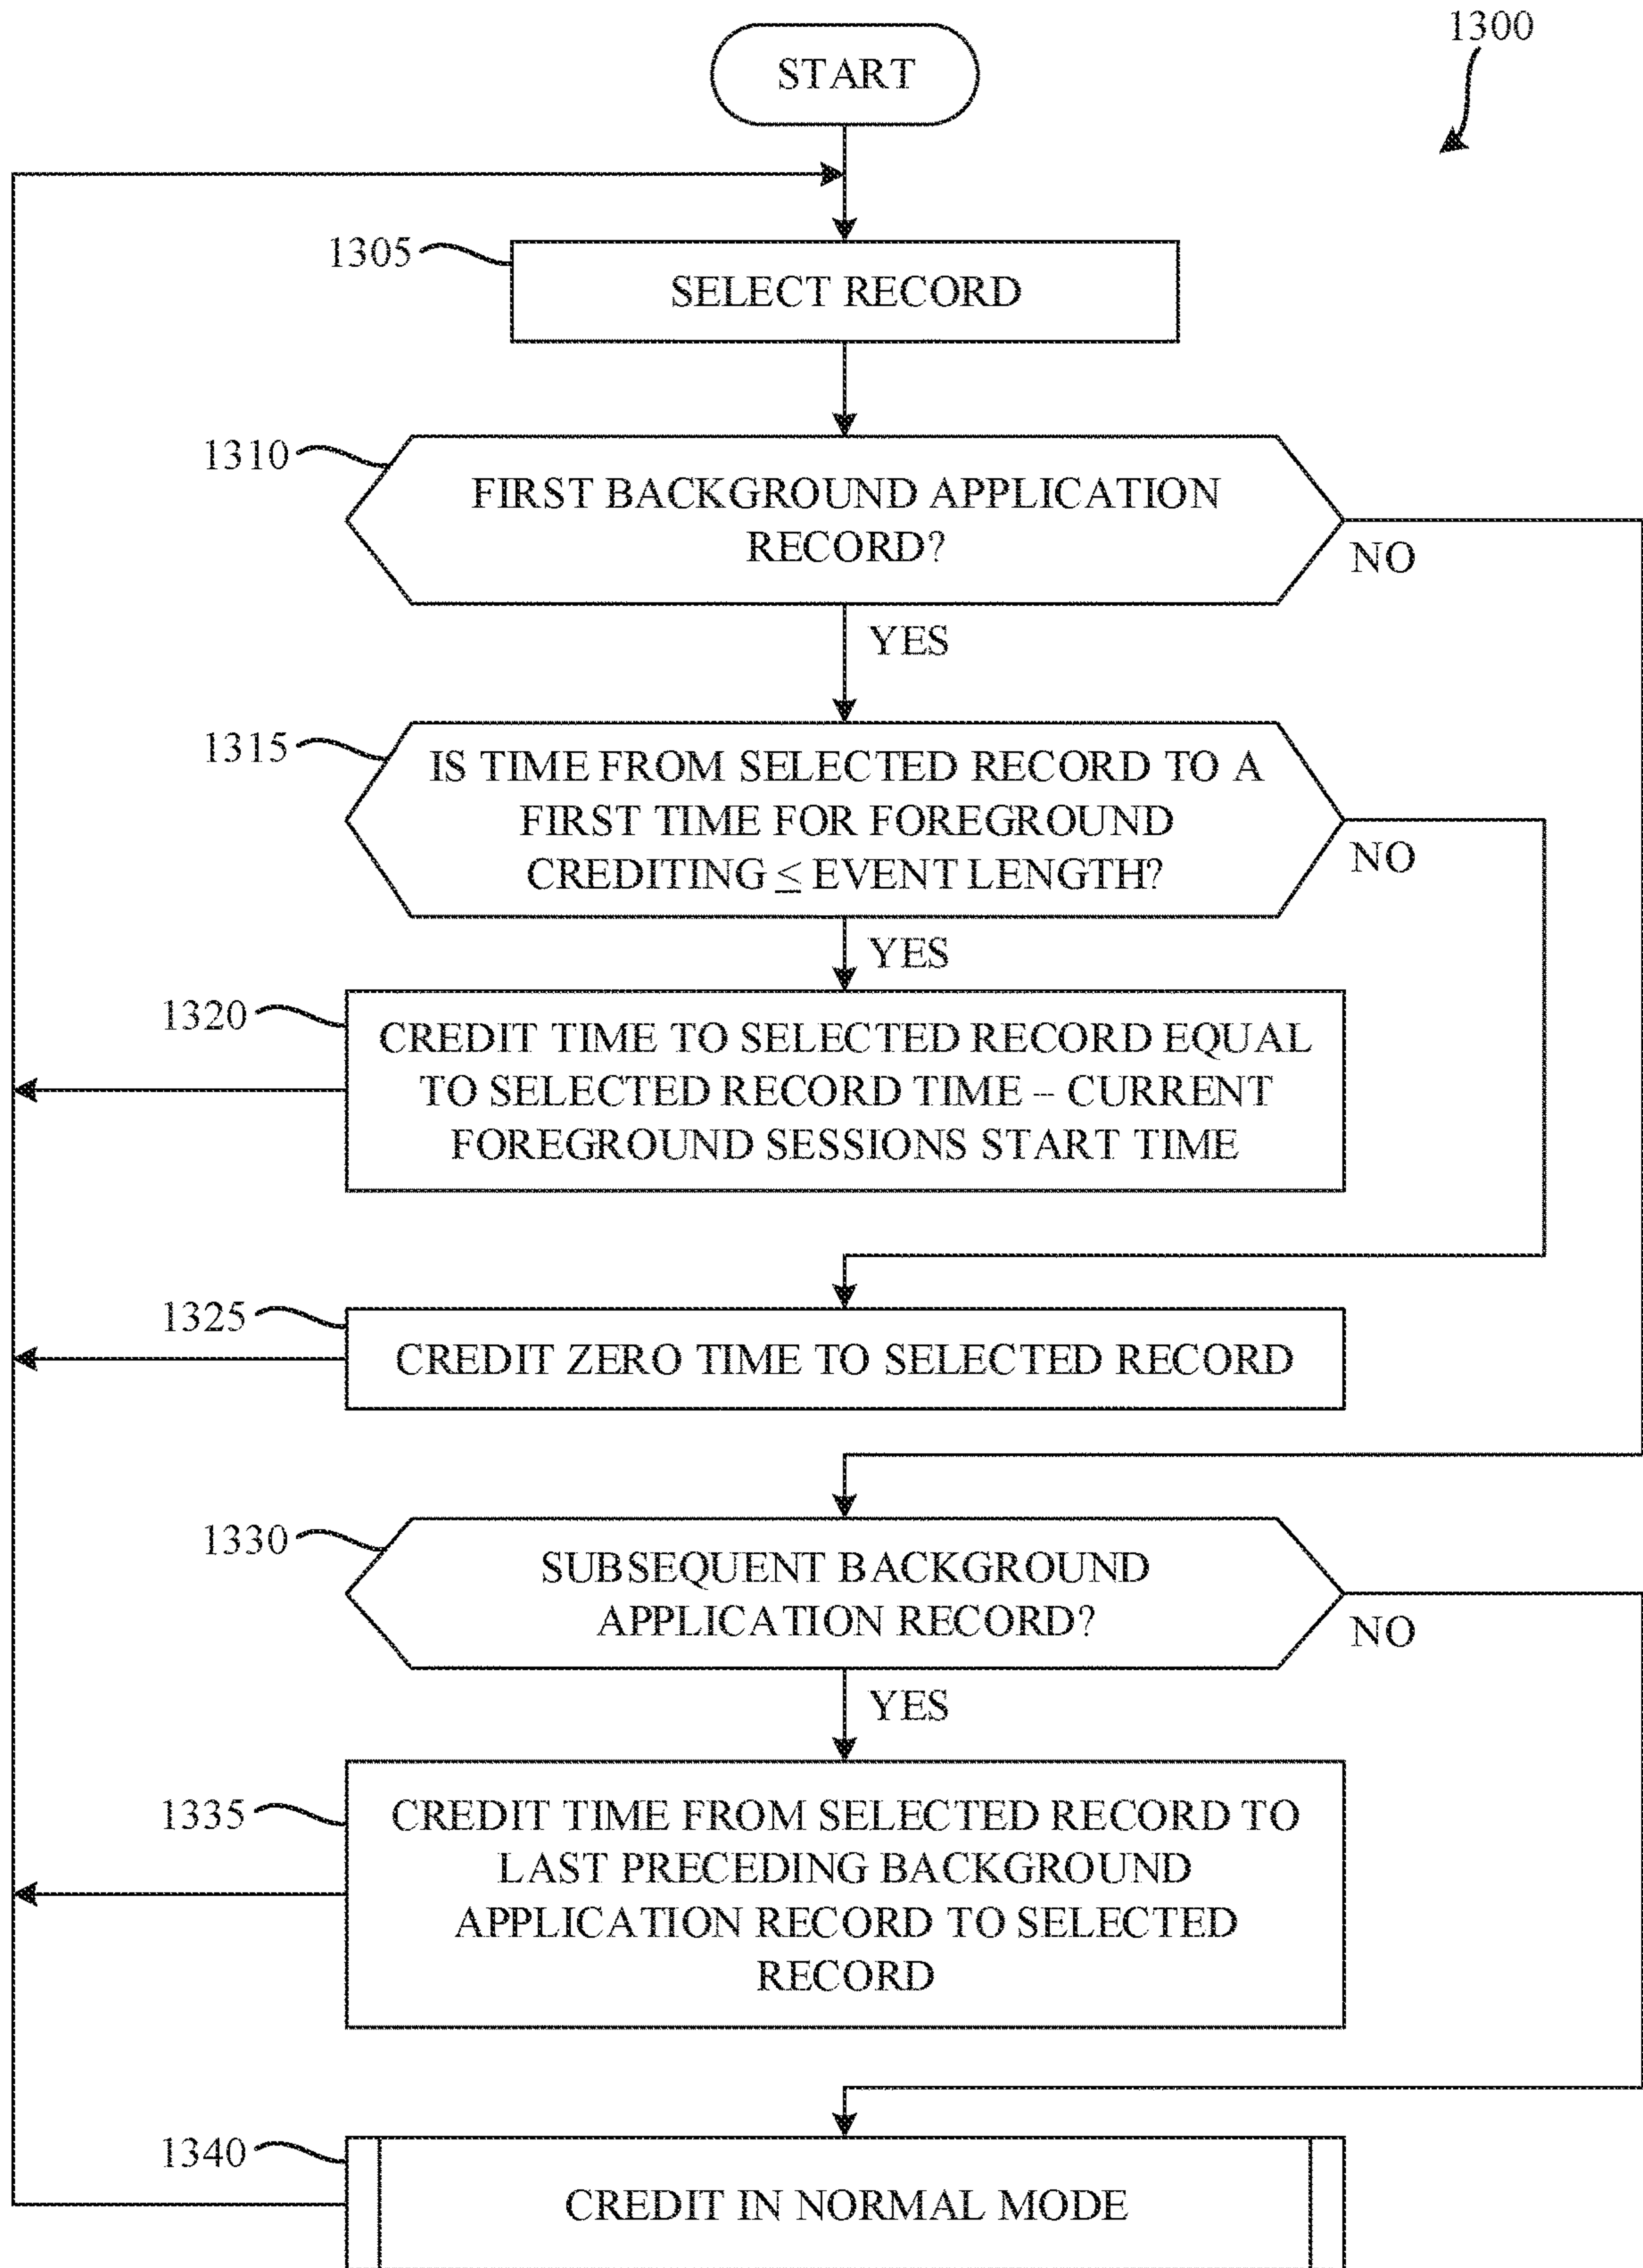 1300
START
1305
SELECT RECORD
1310
FIRST BACKGROUND APPLICATION
RECORD?
NO
YES
1315
IS TIME FROM SELECTED RECORD TO A
FIRST TIME FOR FOREGROUND
CREDITING ≤ EVENT LENGTH?
NO
YES
1320
CREDIT TIME TO SELECTED RECORD EQUAL
TO SELECTED RECORD TIME -- CURRENT
FOREGROUND SESSIONS START TIME
1325
CREDIT ZERO TIME TO SELECTED RECORD
1330
SUBSEQUENT BACKGROUND
APPLICATION RECORD?
NO
YES
1335
CREDIT TIME FROM SELECTED RECORD TO
LAST PRECEDING BACKGROUND
APPLICATION RECORD TO SELECTED
RECORD
1340
CREDIT IN NORMAL MODE